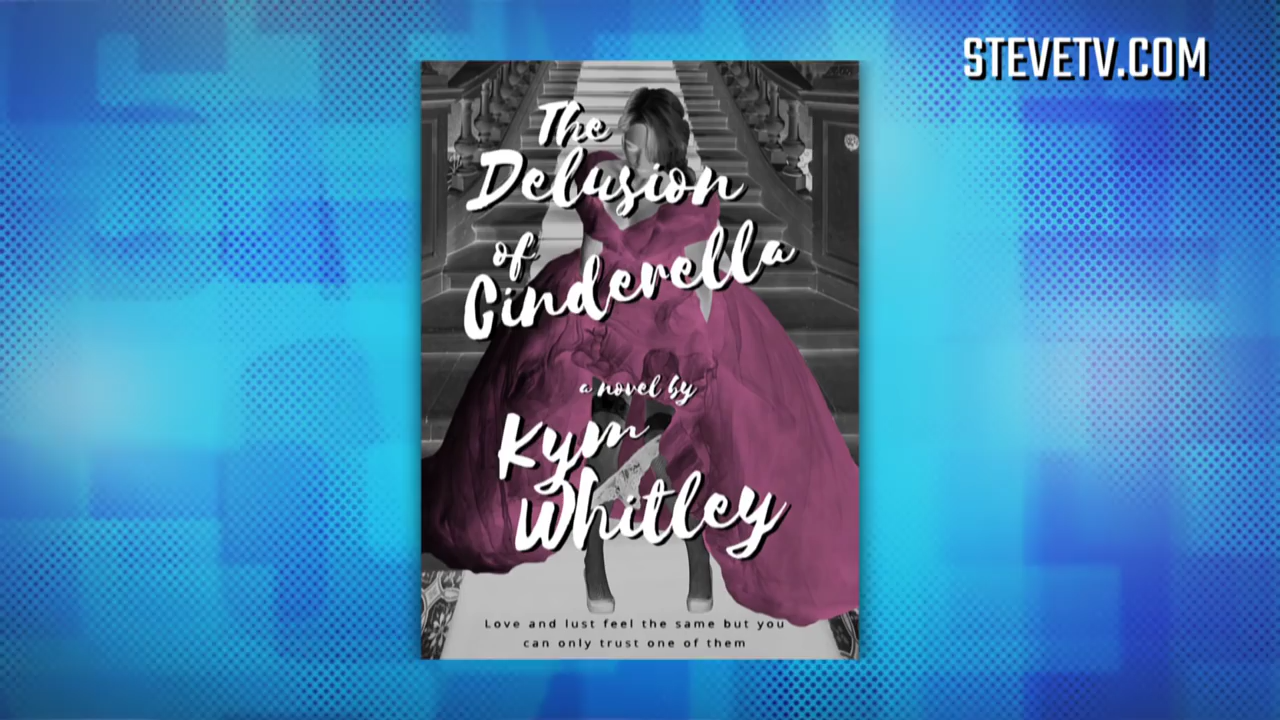 STEVETV.COM
The
Delusion
of
Cinderella
a novel by
Kym
Whitley
Love and lust feel the same but you
can only trust one of them